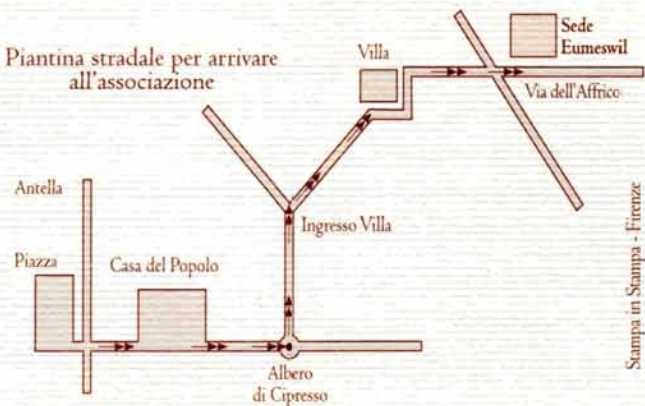 Piantina stradale per arrivare
all'associazione
Sede
Eumeswil
Villa
Via dell'Affrico
Antella
Ingresso Villa
Piazza
Casa del Popolo
Albero
di Cipresso
Stampa in Stampa - Firenze